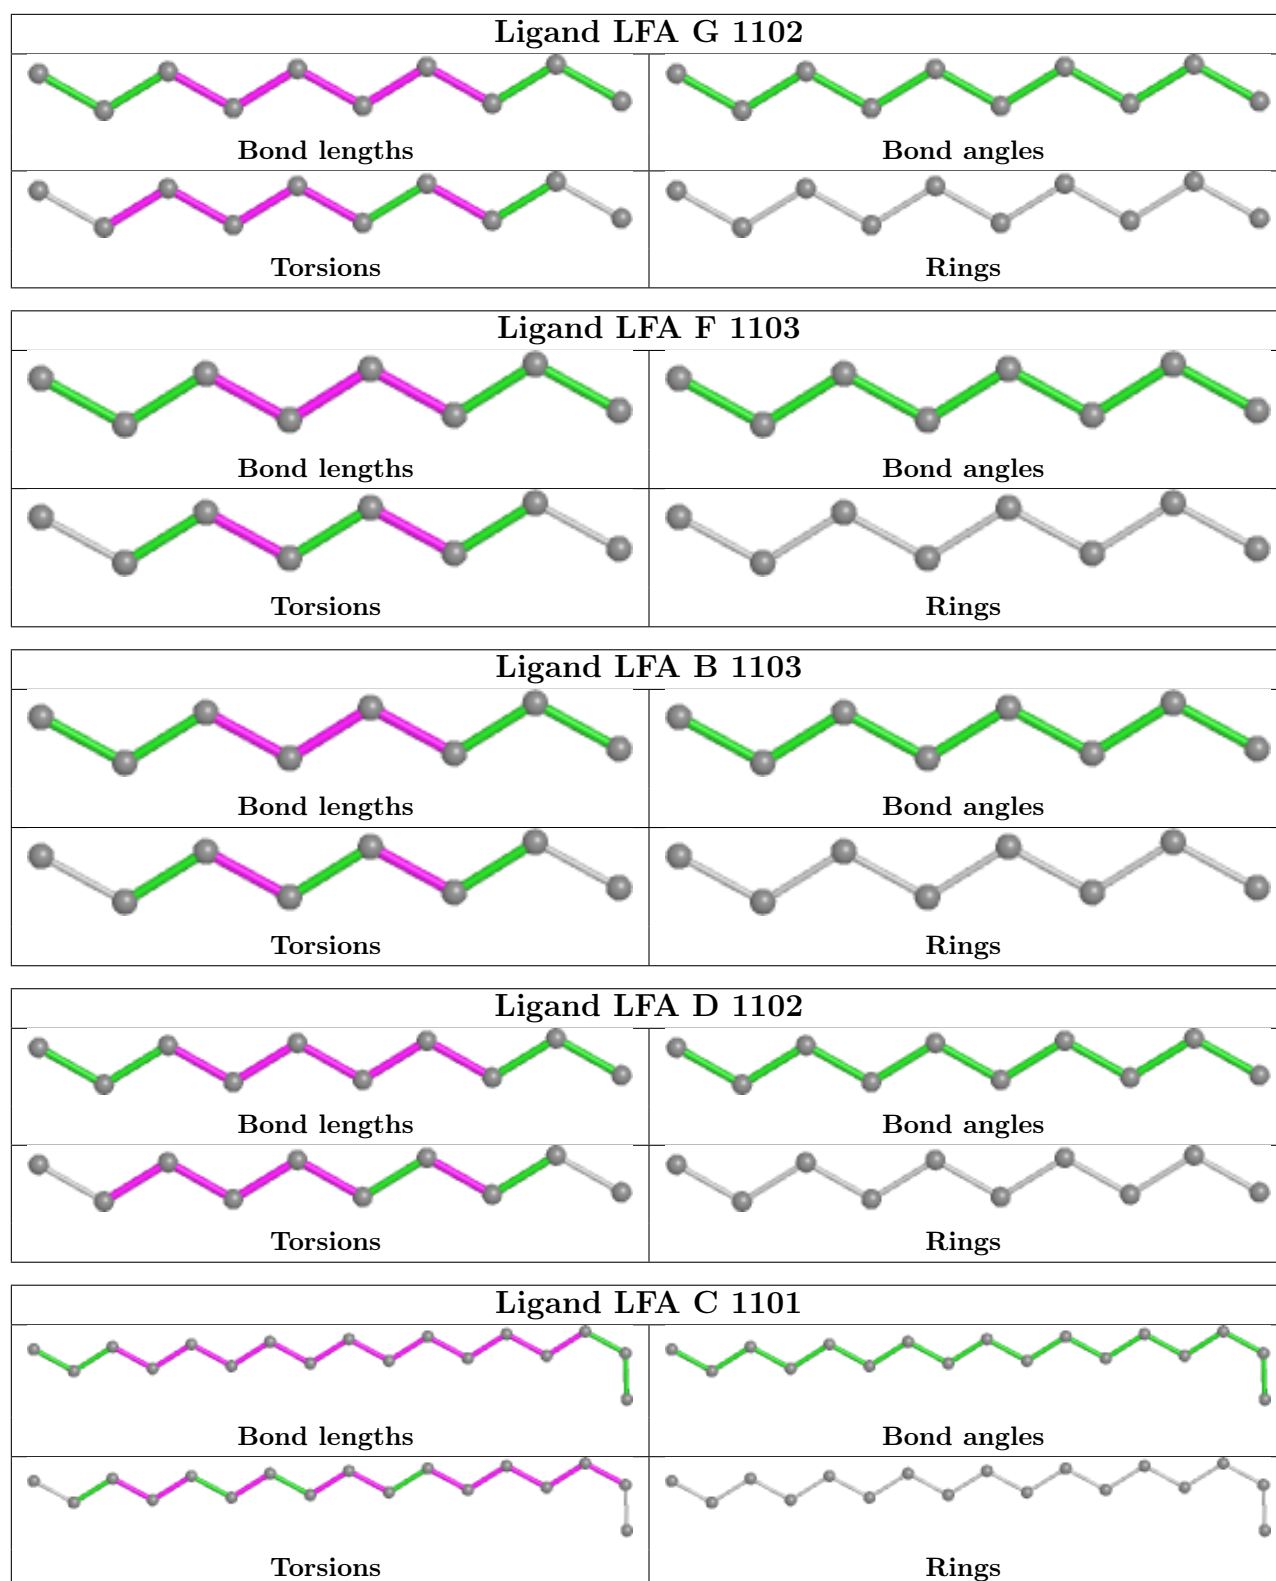 Ligand LFA G 1102
Bond lengths Bond angles
Torsions Rings
Ligand LFA F 1103
Bond lengths Bond angles
Torsions Rings
Ligand LFA B 1103
Bond lengths Bond angles
Torsions Rings
Ligand LFA D 1102
Bond lengths Bond angles
Torsions Rings
Ligand LFA C 1101
Bond lengths Bond angles
Torsions Rings